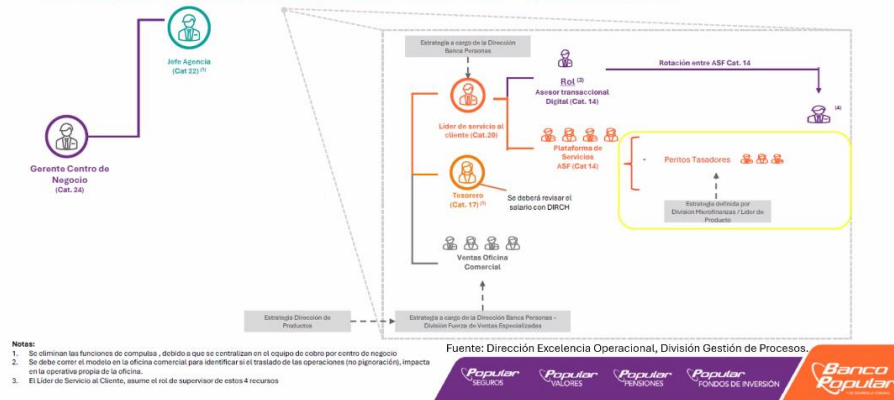 Estrategia a cargo de la Dirección
Banca Personas
Jefe Agencia
(Cat 22) (1)
Rol (2)
Asesor transaccional
Digital (Cat. 14)
Rotación entre ASF Cat. 14
(4)
Líder de servicio al
cliente (Cat.20)
Plataforma de
Servicios
ASF (Cat 14)
Peritos Tasadores
Gerente Centro de
Negocio
(Cat. 24)
Tesorero
(Cat. 17)
Se deberá revisar el
salario con DIRCH
Estrategia definida por
División Microfinanzas / Líder de
Producto
Ventas Oficina
Comercial
Estrategia Dirección de
Productos
Estrategia a cargo de la Dirección Banca Personas –
División Fuerza de Ventas Especializadas
Notas:
1. Se eliminan las funciones de compulsa , debido a que se centralizan en el equipo de cobro por centro de negocio
2. Se debe correr el modelo en la oficina comercial para identificar si el traslado de las operaciones (no pignoración), impacta
en la operativa propia de la oficina.
3. El Líder de Servicio al Cliente, asume el rol de supervisor de estos 4 recursos
Fuente: Dirección Excelencia Operacional, División Gestión de Procesos.
Popular
SEGUROS
Popular
VALORES
Popular
PENSIONES
Popular
FONDOS DE INVERSIÓN
Banco
Popular